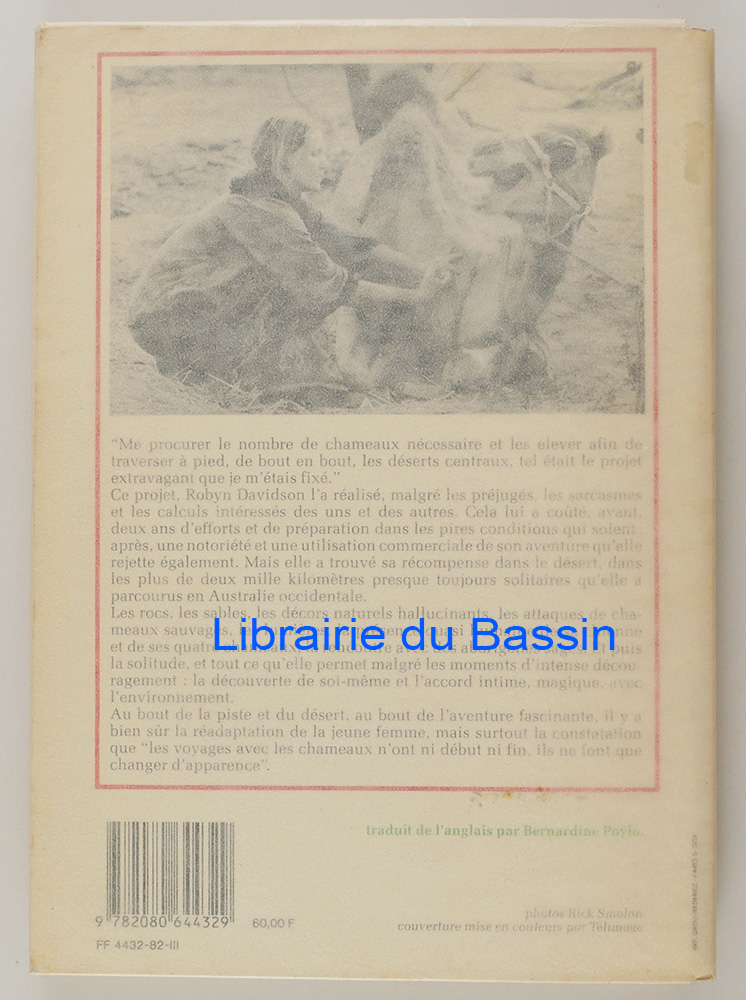 "Me procurer le nombre de chameaux nécessaire et les élever afin de
traverser à pied, de bout en bout, les déserts centraux, tel était le projet
extravagant que je m'étais fixé."
Ce projet, Robyn Davidson l'a réalisé, malgré les préjugés, les sarcasmes
et les calculs intéressés des uns et des autres. Cela lui a coûté, avant,
deux ans d'efforts et de préparation dans les pires conditions qui soient ;
après, une notoriété et une utilisation commerciale de son aventure qu'elle
rejette également. Mais elle a trouvé sa récompense dans le désert, dans
les plus de deux mille kilomètres presque toujours solitaires qu'elle a
parcourus en Australie occidentale.
Les rocs, les sables, les décors naturels hallucinants, les attaques de cha-
meaux sauvages,
Librairie du Bassin
et de ses quatre chameaux, la rencontre avec des aborigènes sages, et puis
la solitude, et tout ce qu'elle permet malgré les moments d'intense décou-
ragement : la découverte de soi-même et l'accord intime, magique, avec
l'environnement.
Au bout de la piste et du désert, au bout de l'aventure fascinante, il y a
bien sûr la réadaptation de la jeune femme, mais surtout la constatation
que "les voyages avec les chameaux n'ont ni début ni fin, ils ne font que
changer d'apparence".
traduit de l'anglais par Bernardine
9 782080 644329
60,00 F
FF 4432-82-III
photos Rick Smolan
couverture mise en couleurs par Télimage